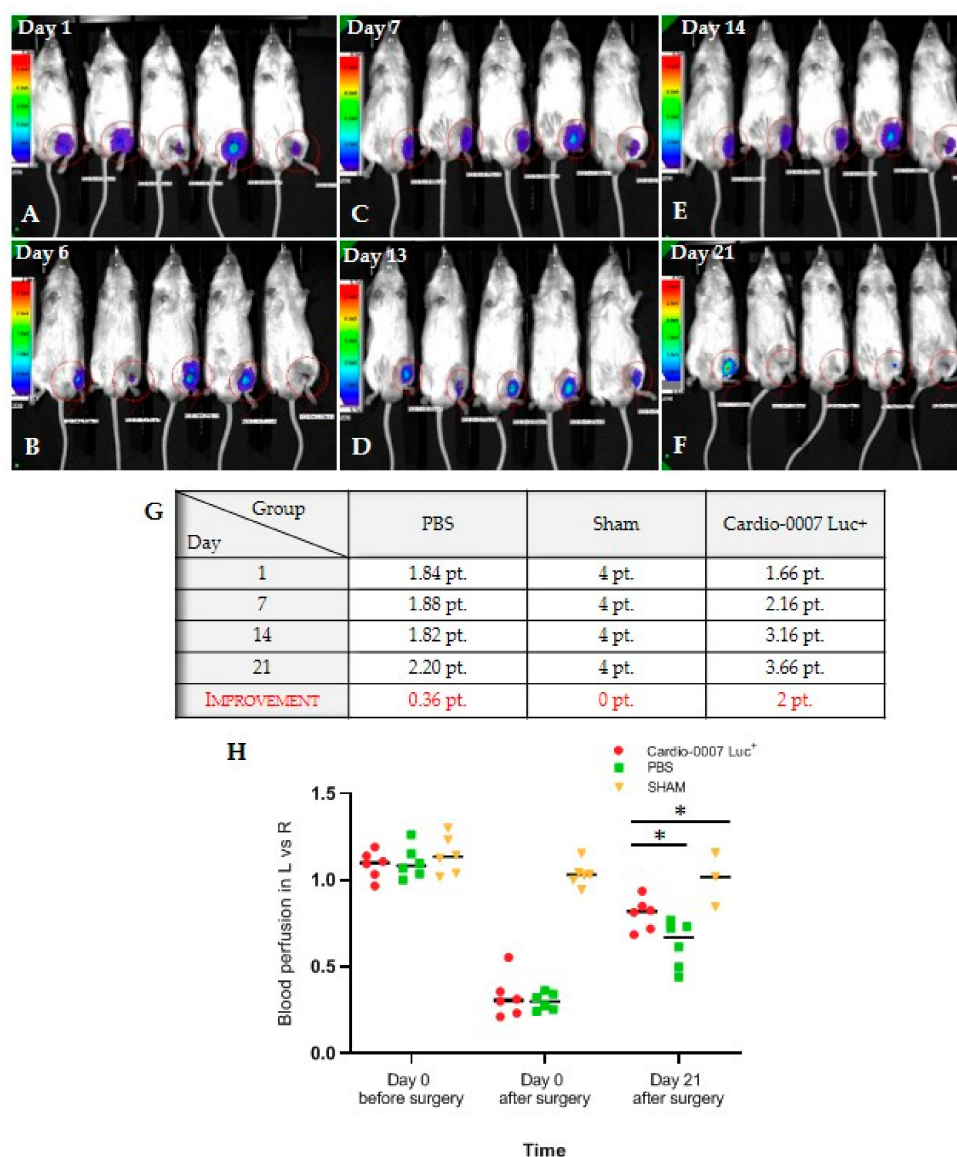 Day 1
Day 7
Day 14
A
C
E
Day 6
Day 13
Day 21
B
D
F
G
Group
Day
PBS
Sham
Cardio-0007 Luc+
1
1.84 pt.
4 pt.
1.66 pt.
7
1.88 pt.
4 pt.
2.16 pt.
14
1.82 pt.
4 pt.
3.16 pt.
21
2.20 pt.
4 pt.
3.66 pt.
IMPROVEMENT
0.36 pt.
0 pt.
2 pt.
H
Cardio-0007 Luc⁺
PBS
SHAM
*
*
Blood perfusion in L vs R
1.5
1.0
0.5
0.0
Day 0
before surgery
Day 0
after surgery
Day 21
after surgery
Time